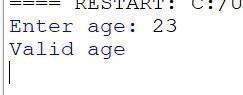 ==== RESTART: C:/U
Enter age: 23
Valid age